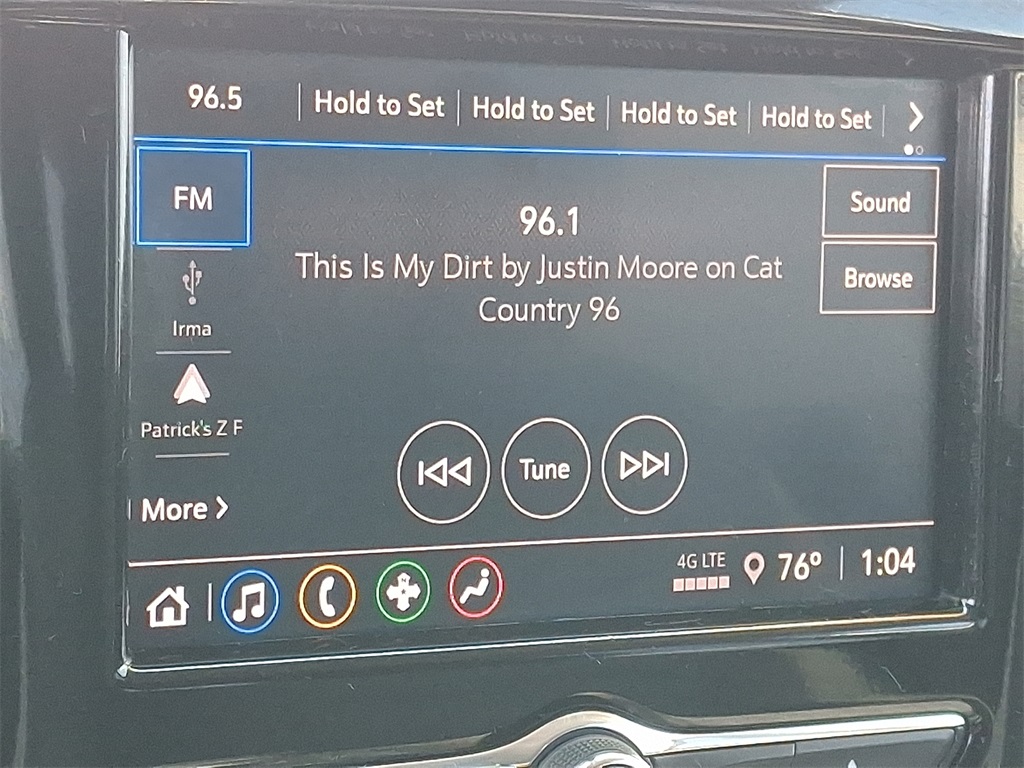 96.5 Hold to Set Hold to Set Hold to Set Hold to Set
FM
96.1
Sound
This Is My Dirt by Justin Moore on Cat
Country 96
Browse
Irma
Patrick's Z F
Tune
More
4G LTE 76° 1:04